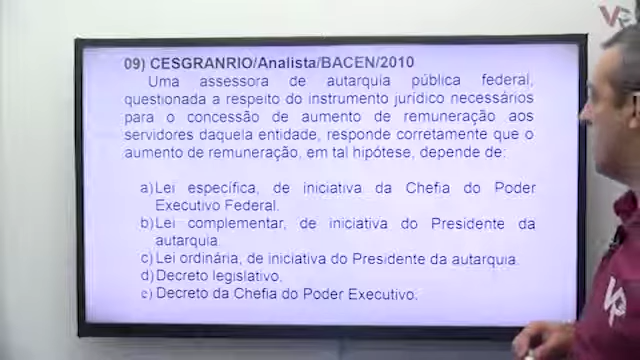 09) CESGRANRIO/Analista/BACEN/2010
Uma assessora de autarquia pública federal,
questionada a respeito do instrumento jurídico necessários
para o concessão de aumento de remuneração aos
servidores daquela entidade, responde corretamente que o
aumento de remuneração, em tal hipótese, depende de:
a) Lei específica, de iniciativa da Chefia do Poder
Executivo Federal.
b) Lei complementar, de iniciativa do Presidente da
autarquia.
c) Lei ordinária, de iniciativa do Presidente da autarquia.
d) Decreto legislativo.
e) Decreto da Chefia do Poder Executivo.